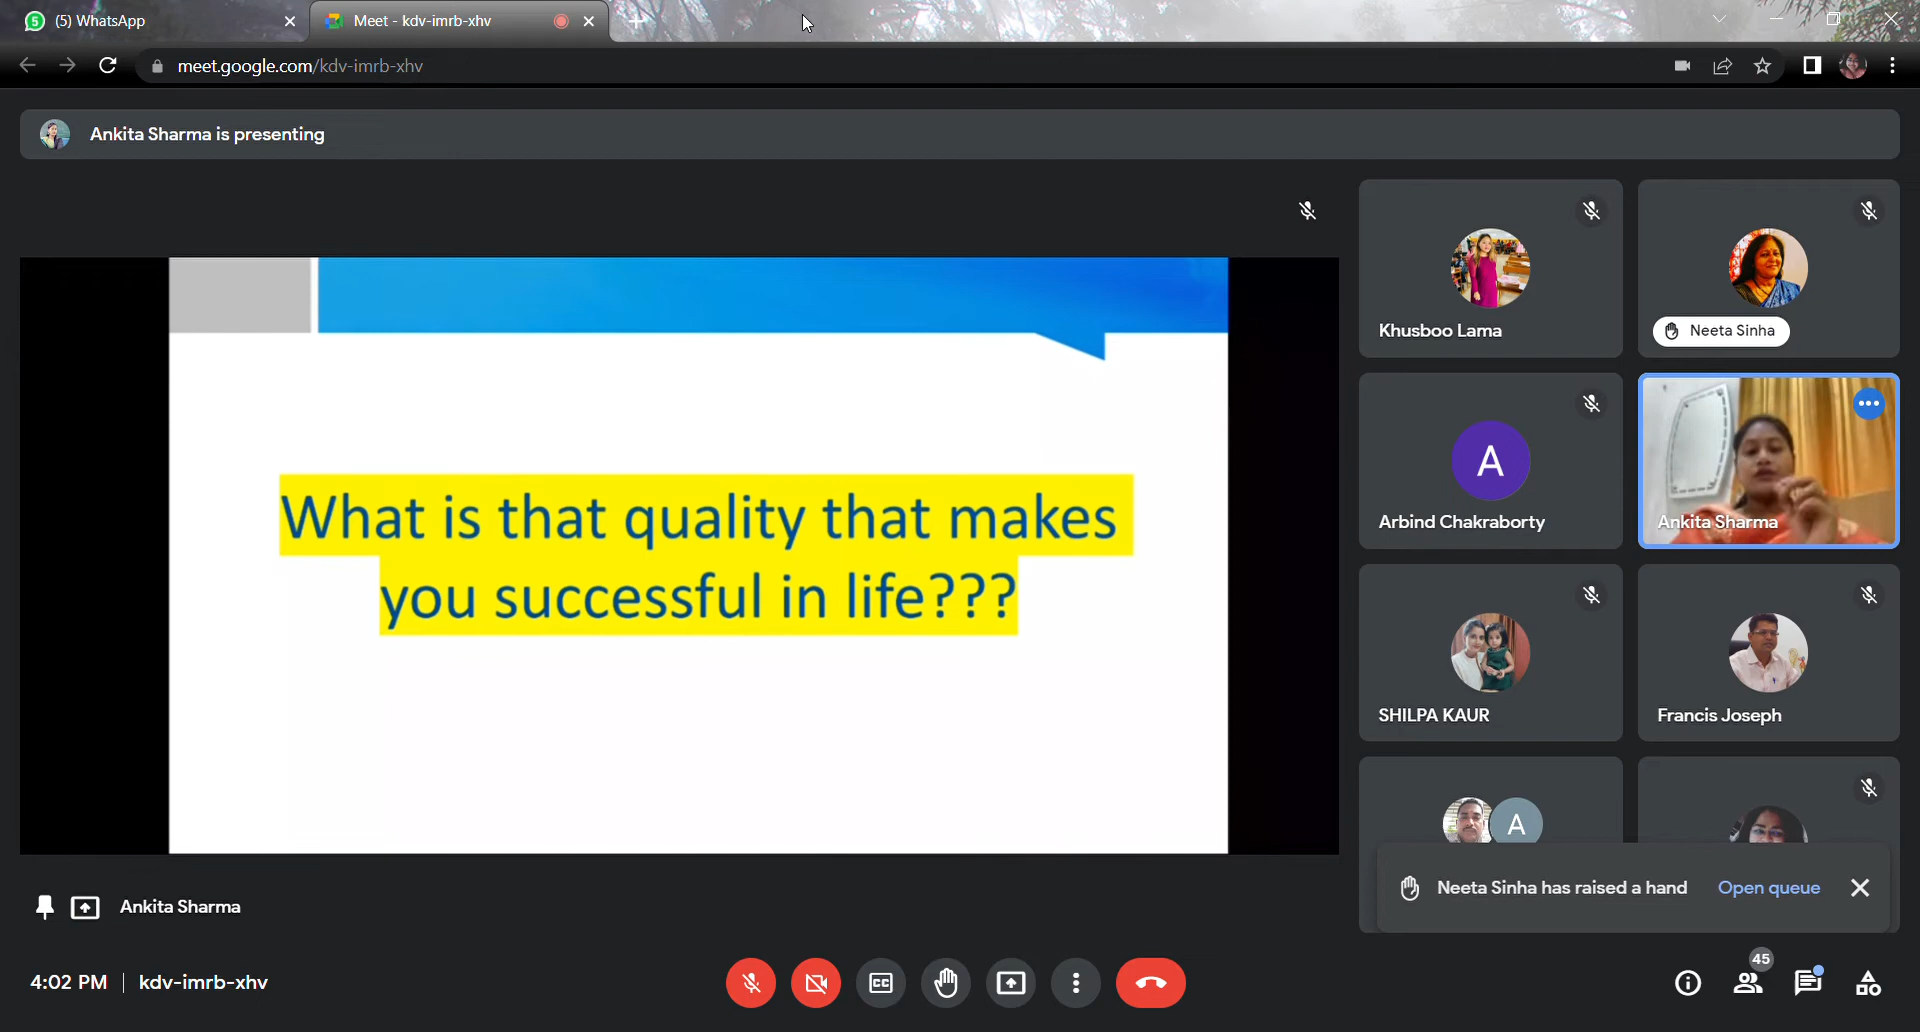 (5) WhatsApp
Meet - kdv-imrb-xhv
meet.google.com/kdv-imrb-xhv
Ankita Sharma is presenting
What is that quality that makes
you successful in life???
Khusboo Lama
Neeta Sinha
A
Arbind Chakraborty
Ankita Sharma
SHILPA KAUR
Francis Joseph
A
Neeta Sinha has raised a hand
Open queue
Ankita Sharma
4:02 PM | kdv-imrb-xhv
CC
45